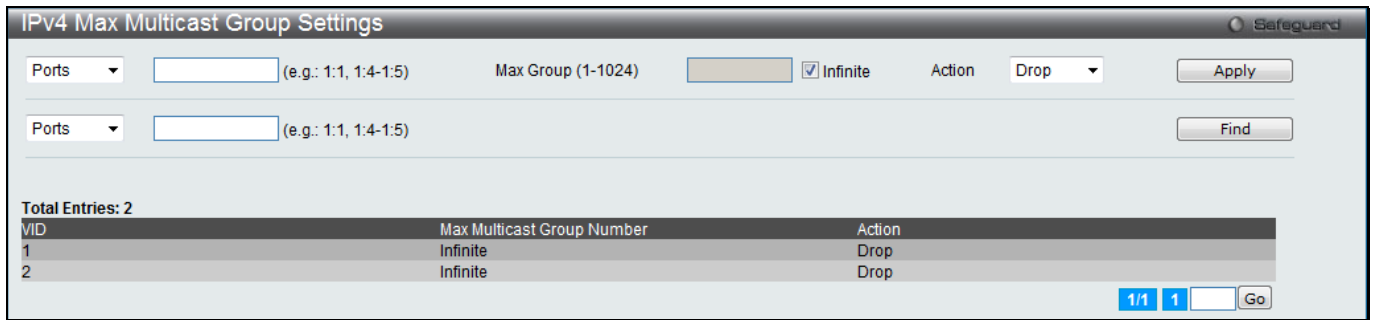 IPv4 Max Multicast Group Settings
Safeguard
Ports (e.g.: 1:1, 1:4-1:5) Max Group (1-1024) Infinite Action Drop Apply
Ports (e.g.: 1:1, 1:4-1:5) Find
Total Entries: 2
VID Max Multicast Group Number Action
1 Infinite Drop
2 Infinite Drop
1/1 1 Go